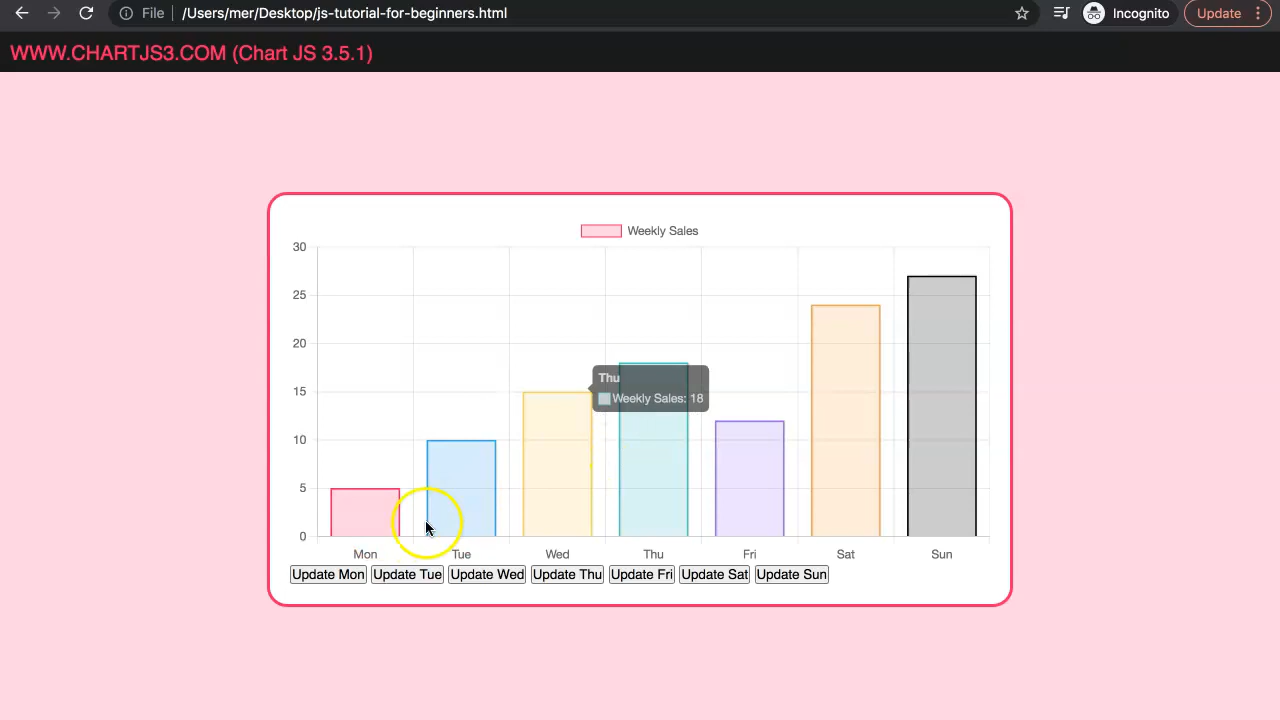 File /Users/mer/Desktop/js-tutorial-for-beginners.html Incognito Update
WWW.CHARTJS3.COM (Chart JS 3.5.1)
Weekly Sales
30
25
20
15
10
5
0
Thu
Weekly Sales: 18
Mon Tue Wed Thu Fri Sat Sun
Update Mon Update Tue Update Wed Update Thu Update Fri Update Sat Update Sun